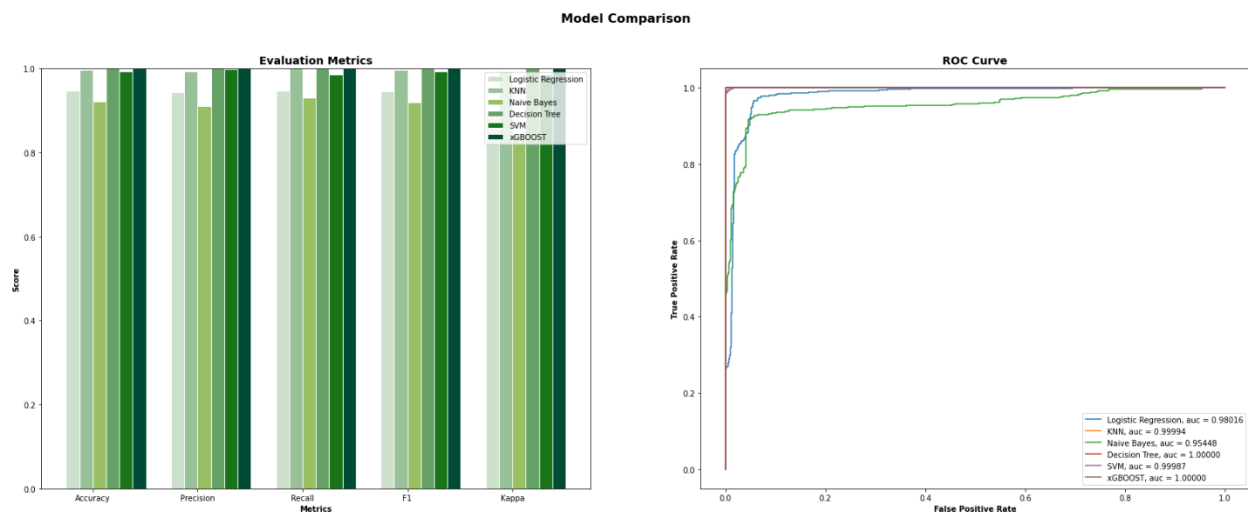 Model Comparison
Evaluation Metrics
Logistic Regression
KNN
Naive Bayes
Decision Tree
SVM
xGBOOST
1.0
0.8
0.6
0.4
0.2
0.0
Score
Accuracy
Precision
Recall
F1
Kappa
Metrics
ROC Curve
1.0
0.8
0.6
0.4
0.2
0.0
True Positive Rate
Logistic Regression, auc = 0.98016
KNN, auc = 0.99994
Naive Bayes, auc = 0.95448
Decision Tree, auc = 1.00000
SVM, auc = 0.99987
xGBOOST, auc = 1.00000
0.0
0.2
0.4
0.6
0.8
1.0
False Positive Rate